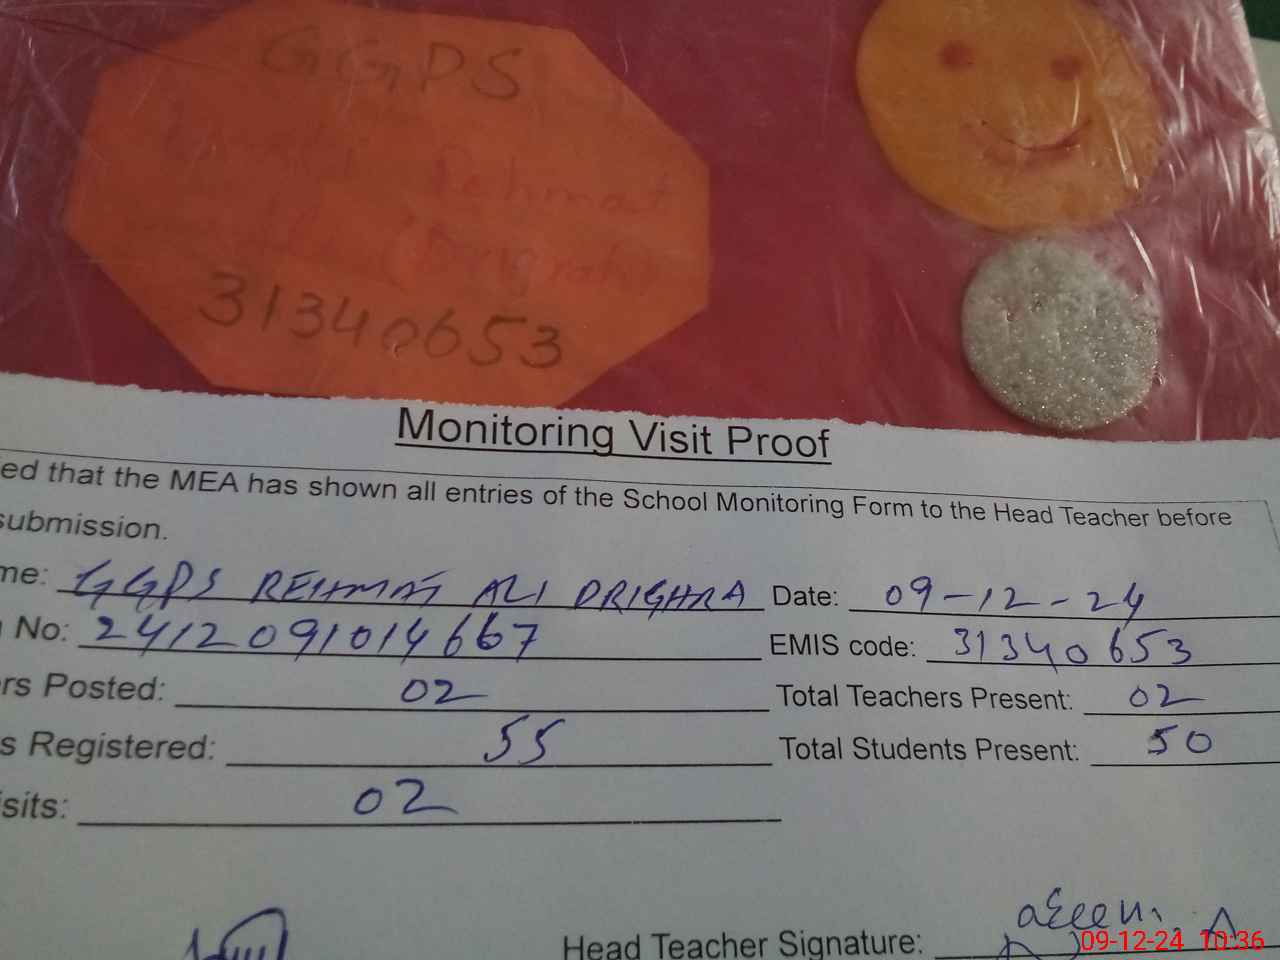 GGPS
Rehmat
31340653
Monitoring Visit Proof
ed that the MEA has shown all entries of the School Monitoring Form to the Head Teacher before
submission.
me: GGPS REHMAT ALI DRIGHRA Date: 09-12-24
No: 2412091014667 EMIS code: 31340653
rs Posted: 02 Total Teachers Present: 02
s Registered: 55 Total Students Present: 50
isits: 02
Head Teacher Signature:
09-12-24 10:36